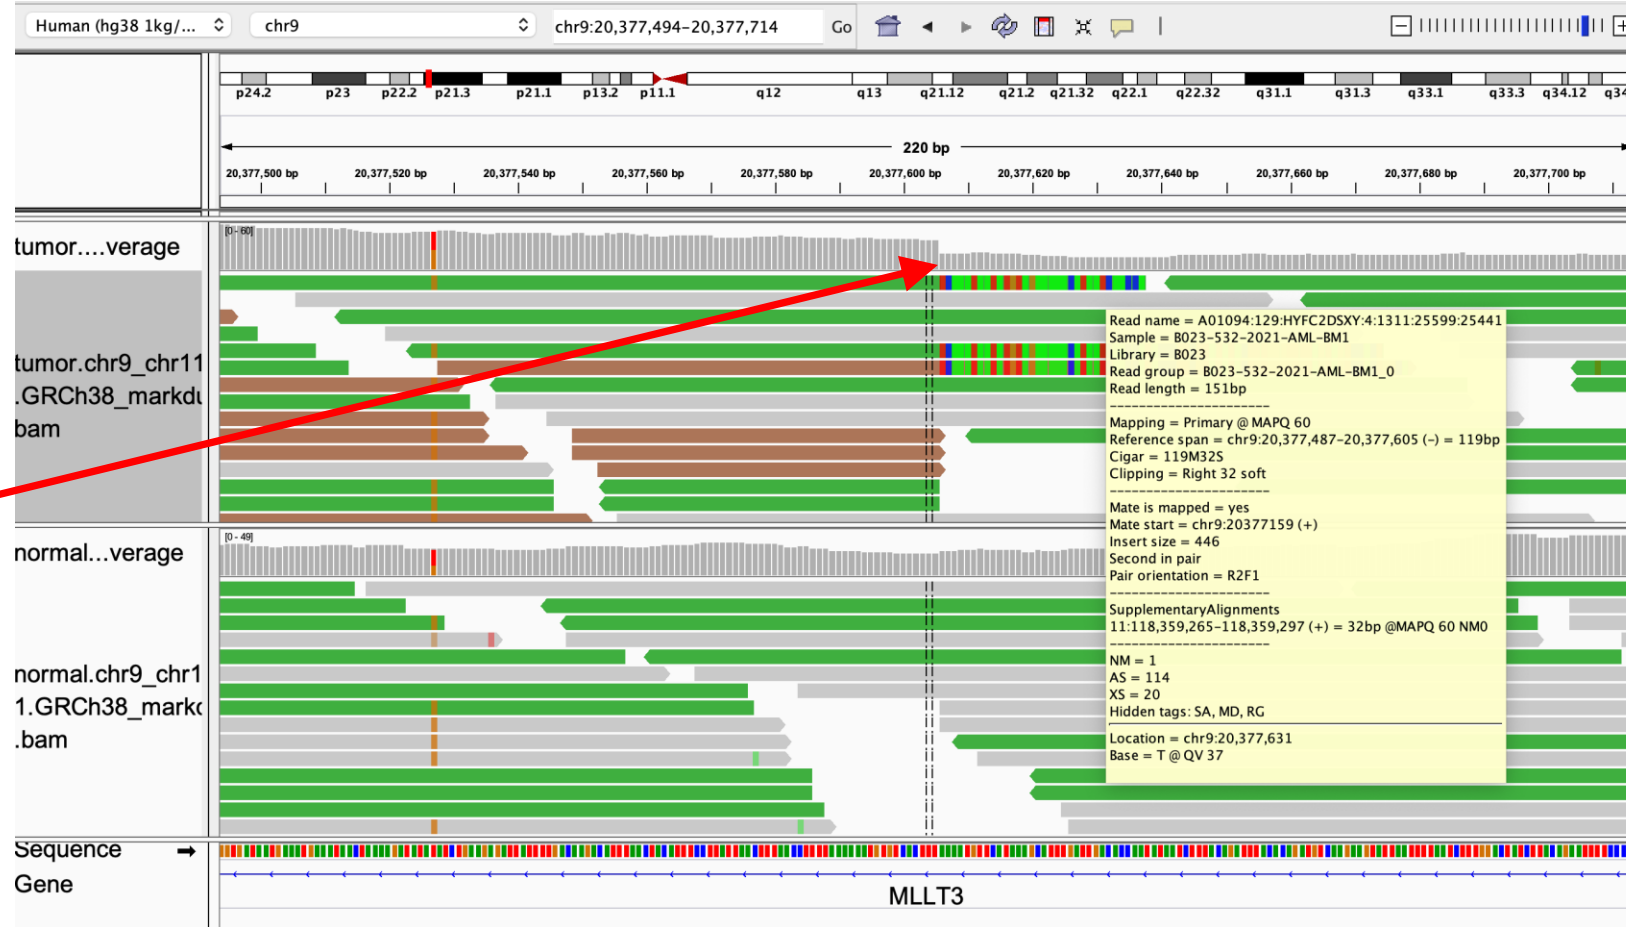 Human (hg38 1kg/... chr9 chr9:20,377,494-20,377,714 Go
p24.2 p23 p22.2 p21.3 p21.1 p13.2 p11.1 q12 q13 q21.12 q21.2 q21.32 q22.1 q22.32 q31.1 q31.3 q33.1 q33.3 q34.12 q34
220 bp
20,377,500 bp 20,377,520 bp 20,377,540 bp 20,377,560 bp 20,377,580 bp 20,377,600 bp 20,377,620 bp 20,377,640 bp 20,377,660 bp 20,377,680 bp 20,377,700 bp
[0 - 60]
tumor....verage
tumor.chr9_chr11
.GRCh38_markdu
bam
Read name = A01094:129:HYFC2DSXY:4:1311:25599:25441
Sample = B023-532-2021-AML-BM1
Library = B023
Read group = B023-532-2021-AML-BM1_0
Read length = 151bp
----------------------
Mapping = Primary @ MAPQ 60
Reference span = chr9:20,377,487-20,377,605 (-) = 119bp
Cigar = 119M32S
Clipping = Right 32 soft
----------------------
Mate is mapped = yes
Mate start = chr9:20377159 (+)
Insert size = 446
Second in pair
Pair orientation = R2F1
----------------------
SupplementaryAlignments
11:118,359,265-118,359,297 (+) = 32bp @MAPQ 60 NM0
----------------------
NM = 1
AS = 114
XS = 20
Hidden tags: SA, MD, RG
Location = chr9:20,377,631
Base = T @ QV 37
[0 - 49]
normal...verage
normal.chr9_chr1
1.GRCh38_markd
.bam
Sequence
Gene
MLLT3